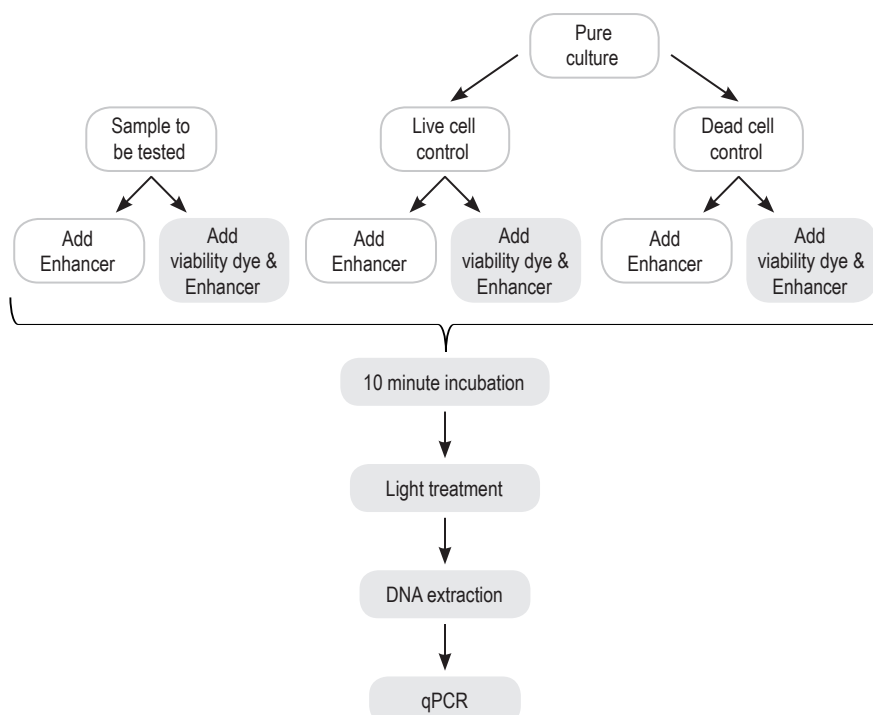 Pure
culture
Sample to
be tested
Live cell
control
Dead cell
control
Add
Enhancer
Add
viability dye &
Enhancer
Add
Enhancer
Add
viability dye &
Enhancer
Add
Enhancer
Add
viability dye &
Enhancer
10 minute incubation
Light treatment
DNA extraction
qPCR